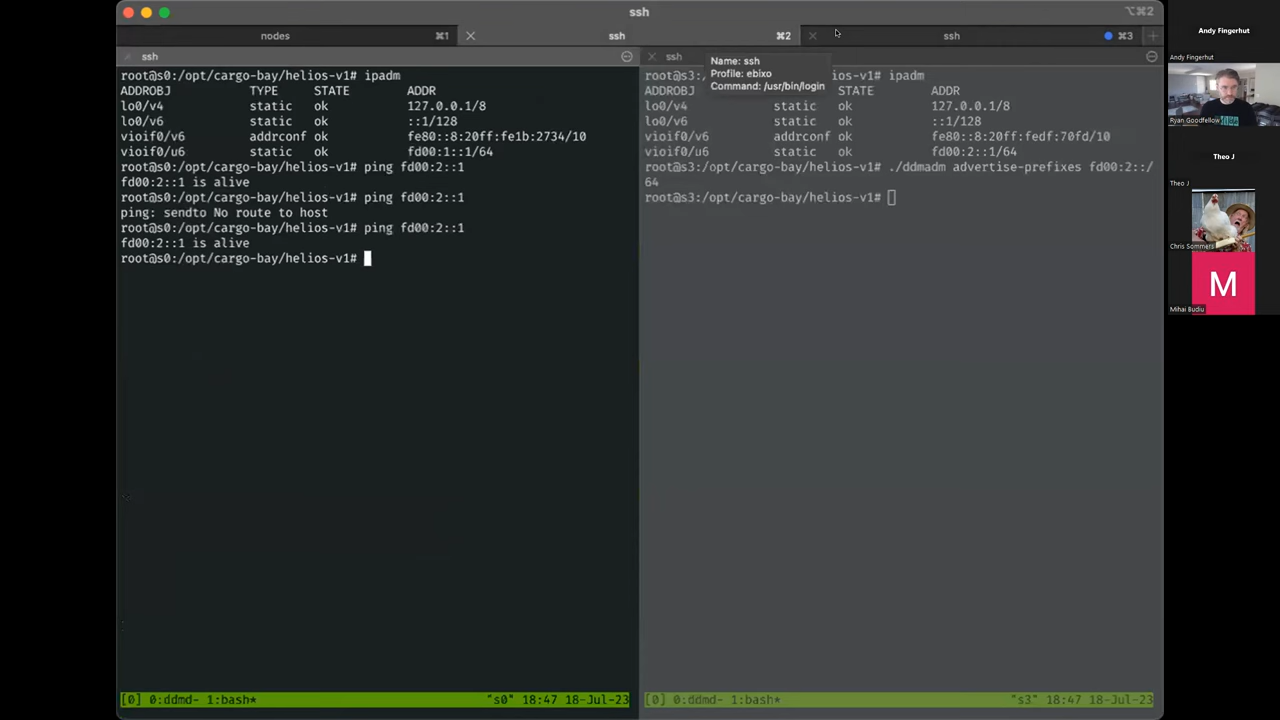 ssh
⌥⌘2
nodes ⌘1
ssh ⌘2
ssh ⌘3
ssh
ssh
Name: ssh
Profile: ebixo
Command: /usr/bin/login
root@s0:/opt/cargo-bay/helios-v1# ipadm
ADDROBJ TYPE STATE ADDR
lo0/v4 static ok 127.0.0.1/8
lo0/v6 static ok ::1/128
vioif0/v6 addrconf ok fe80::8:20ff:fe1b:2734/10
vioif0/u6 static ok fd00:1::1/64
root@s0:/opt/cargo-bay/helios-v1# ping fd00:2::1
fd00:2::1 is alive
root@s0:/opt/cargo-bay/helios-v1# ping fd00:2::1
ping: sendto No route to host
root@s0:/opt/cargo-bay/helios-v1# ping fd00:2::1
fd00:2::1 is alive
root@s0:/opt/cargo-bay/helios-v1#
[0] 0:ddmd- 1:bash* "s0" 18:47 18-Jul-23
root@s3: ios-v1# ipadm
ADDROBJ STATE ADDR
lo0/v4 static ok 127.0.0.1/8
lo0/v6 static ok ::1/128
vioif0/v6 addrconf ok fe80::8:20ff:fedf:70fd/10
vioif0/u6 static ok fd00:2::1/64
root@s3:/opt/cargo-bay/helios-v1# ./ddmadm advertise-prefixes fd00:2::/
64
root@s3:/opt/cargo-bay/helios-v1#
[0] 0:ddmd- 1:bash* "s3" 18:47 18-Jul-23
Andy Fingerhut
Andy Fingerhut
Ryan Goodfellow
Theo J
Theo J
Chris Sommers
M
Mihai Budiu